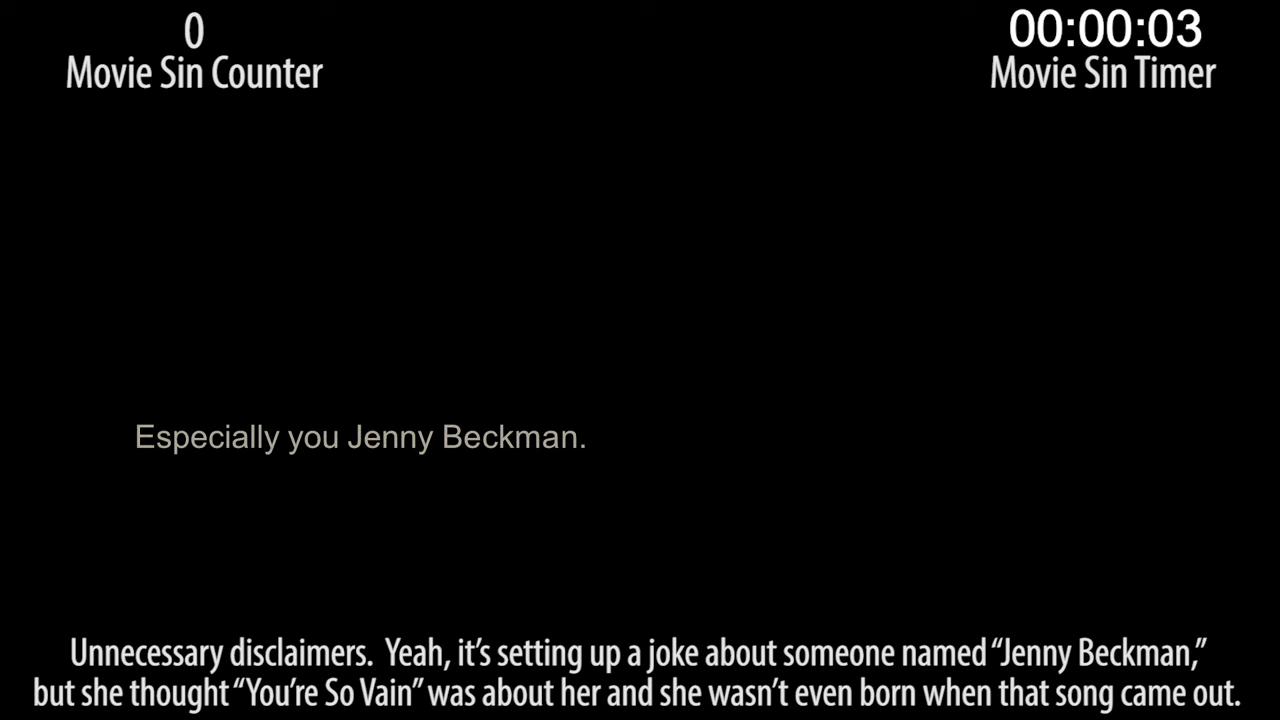 0
Movie Sin Counter
00:00:03
Movie Sin Timer
Especially you Jenny Beckman.
Unnecessary disclaimers.  Yeah, it’s setting up a joke about someone named “Jenny Beckman,”
but she thought “You’re So Vain” was about her and she wasn’t even born when that song came out.